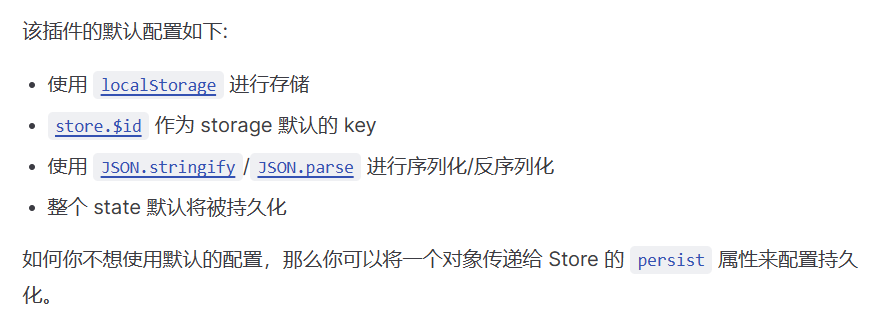 该插件的默认配置如下:
• 使用 localStorage 进行存储
• store.$id 作为 storage 默认的 key
• 使用 JSON.stringify/JSON.parse 进行序列化/反序列化
• 整个 state 默认将被持久化
如何你不想使用默认的配置，那么你可以将一个对象传递给 Store 的 persist 属性来配置持久
化。